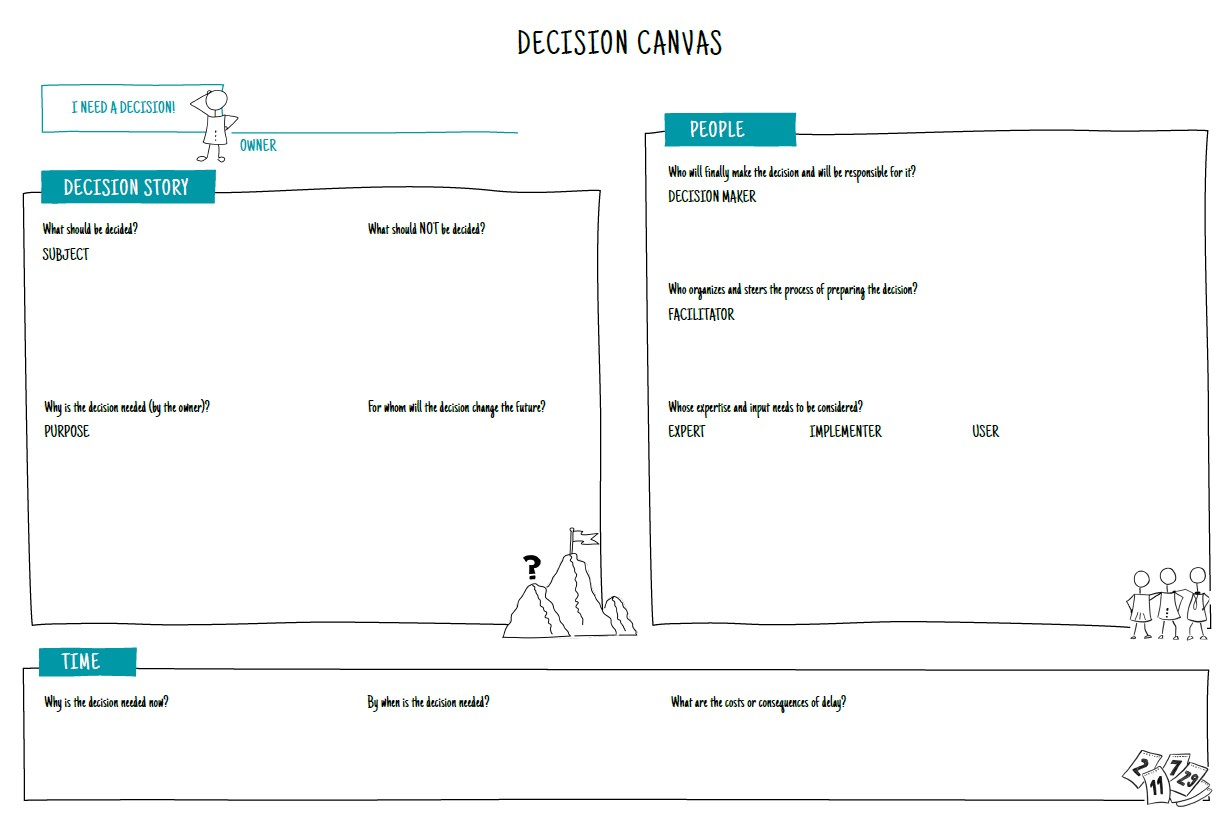 DECISION CANVAS
I NEED A DECISION!
OWNER
DECISION STORY
What should be decided?
SUBJECT
What should NOT be decided?
Why is the decision needed (by the owner)?
PURPOSE
For whom will the decision change the future?
?
PEOPLE
Who will finally make the decision and will be responsible for it?
DECISION MAKER
Who organizes and steers the process of preparing the decision?
FACILITATOR
Whose expertise and input needs to be considered?
EXPERT IMPLEMENTER USER
TIME
Why is the decision needed now?
By when is the decision needed?
What are the costs or consequences of delay?
2
7
11
29